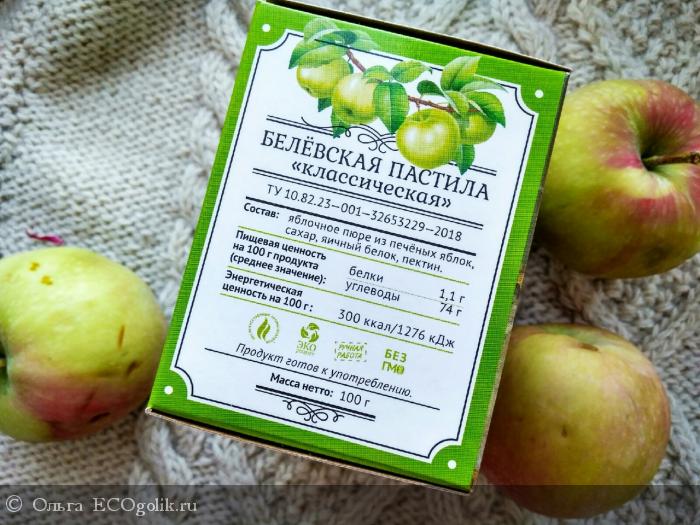 БЕЛЁВСКАЯ ПАСТИЛА
«классическая»
ТУ 10.82.23–001–32653229–2018
Состав: яблочное пюре из печёных яблок,
сахар, яичный белок, пектин.
Пищевая ценность
на 100 г продукта
(среднее значение):
белки 1,1 г
углеводы 74 г
Энергетическая
ценность на 100 г: 300 ккал/1276 кДж
ЭКО
РУЧНАЯ
РАБОТА
БЕЗ
ГМО
Продукт готов к употреблению.
Масса нетто: 100 г
© Ольга ECOgolik.ru